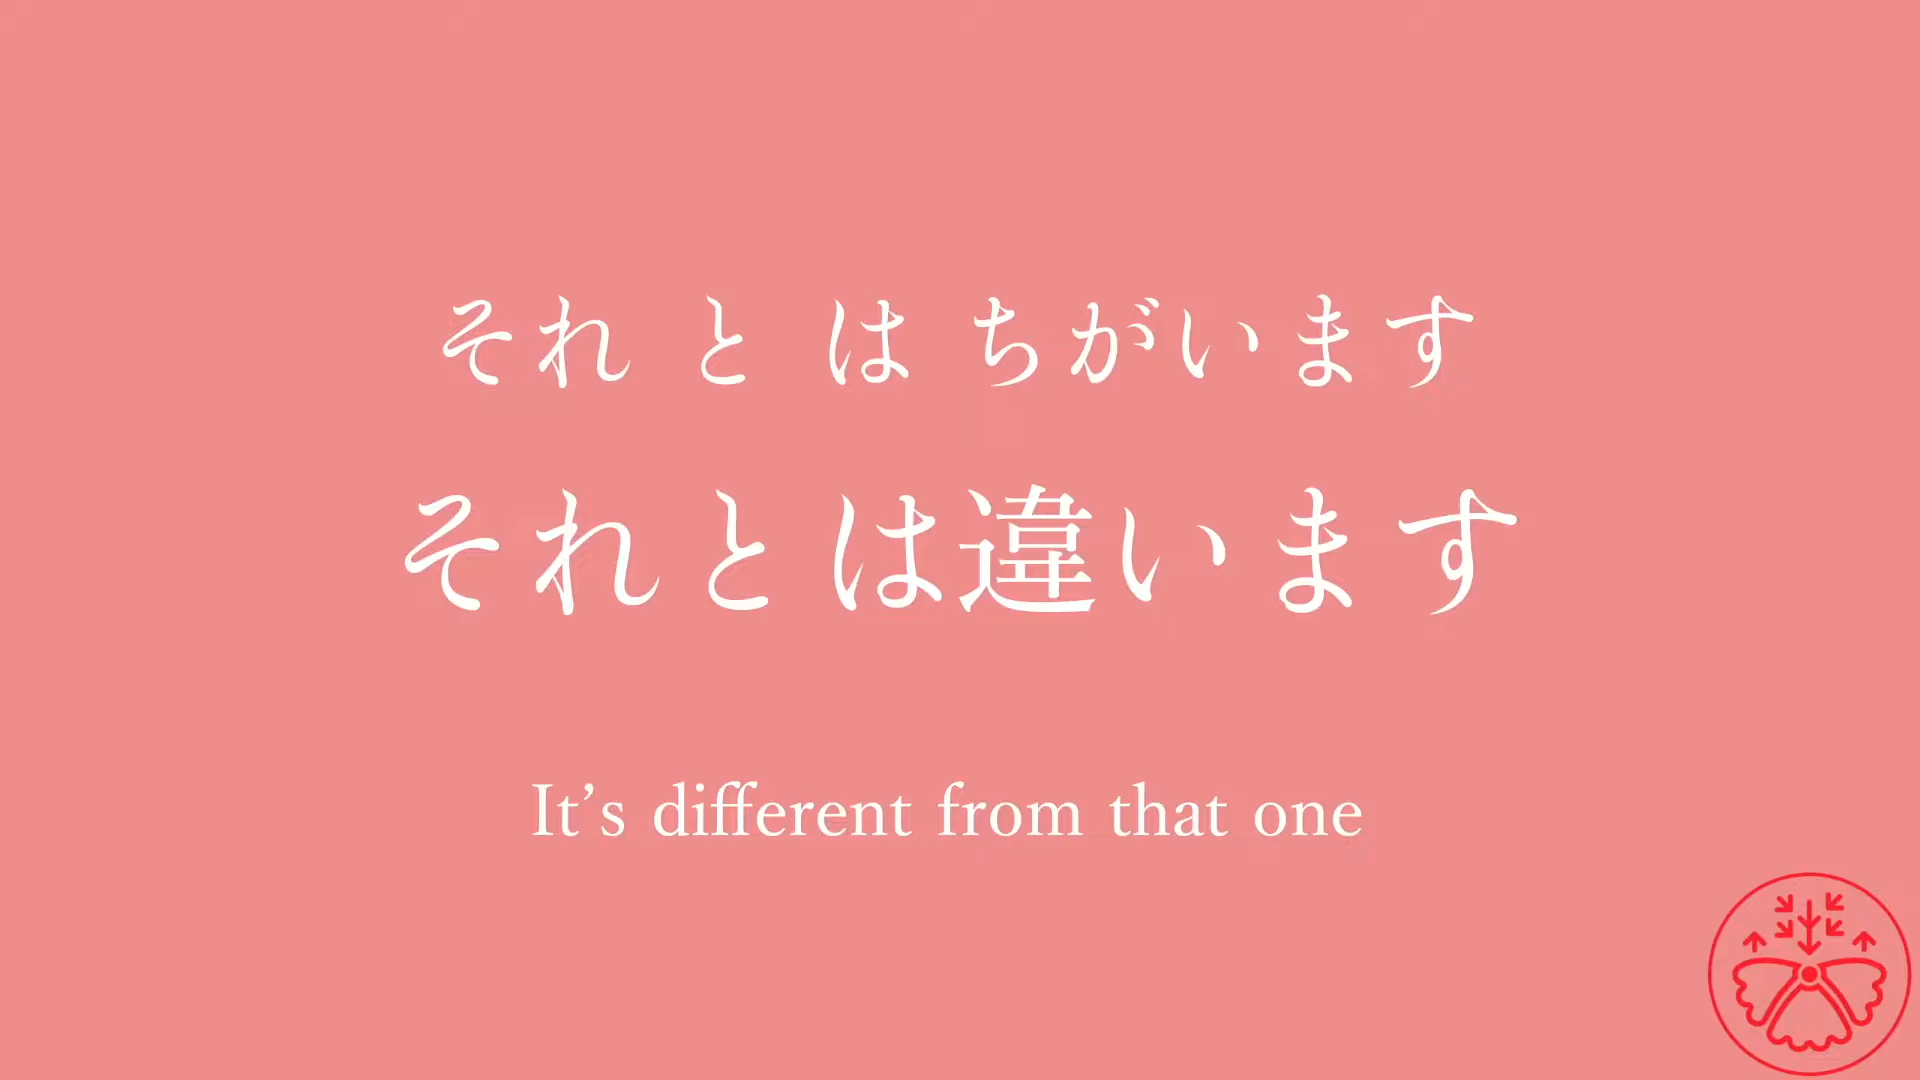 それ と は ちがいます
それとは違います
It’s different from that one